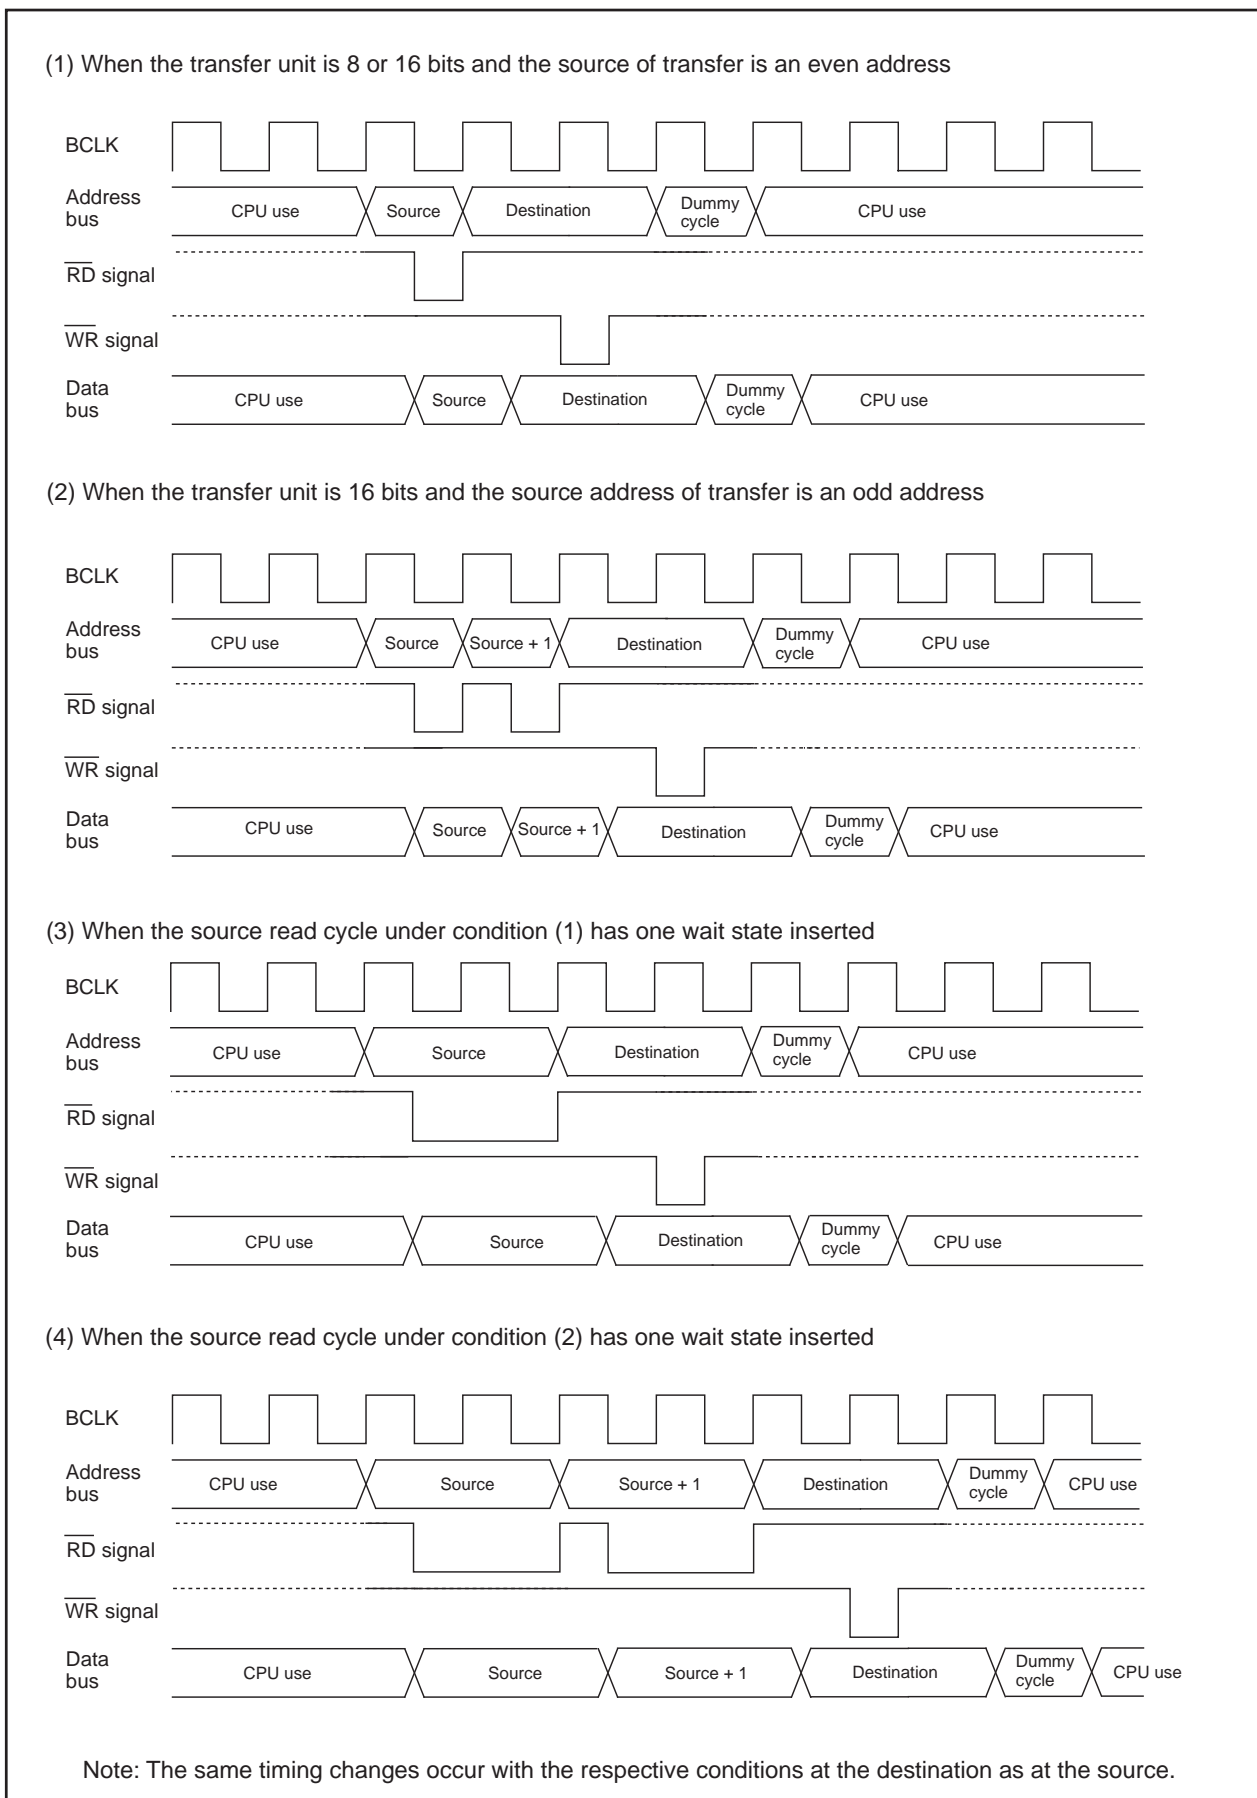 (1) When the transfer unit is 8 or 16 bits and the source of transfer is an even address
BCLK
Address
bus
CPU use
Source
Destination
Dummy
cycle
CPU use
RD signal
WR signal
Data
bus
CPU use
Source
Destination
Dummy
cycle
CPU use
(2) When the transfer unit is 16 bits and the source address of transfer is an odd address
BCLK
Address
bus
CPU use
Source
Source + 1
Destination
Dummy
cycle
CPU use
RD signal
WR signal
Data
bus
CPU use
Source
Source + 1
Destination
Dummy
cycle
CPU use
(3) When the source read cycle under condition (1) has one wait state inserted
BCLK
Address
bus
CPU use
Source
Destination
Dummy
cycle
CPU use
RD signal
WR signal
Data
bus
CPU use
Source
Destination
Dummy
cycle
CPU use
(4) When the source read cycle under condition (2) has one wait state inserted
BCLK
Address
bus
CPU use
Source
Source + 1
Destination
Dummy
cycle
CPU use
RD signal
WR signal
Data
bus
CPU use
Source
Source + 1
Destination
Dummy
cycle
CPU use
Note: The same timing changes occur with the respective conditions at the destination as at the source.